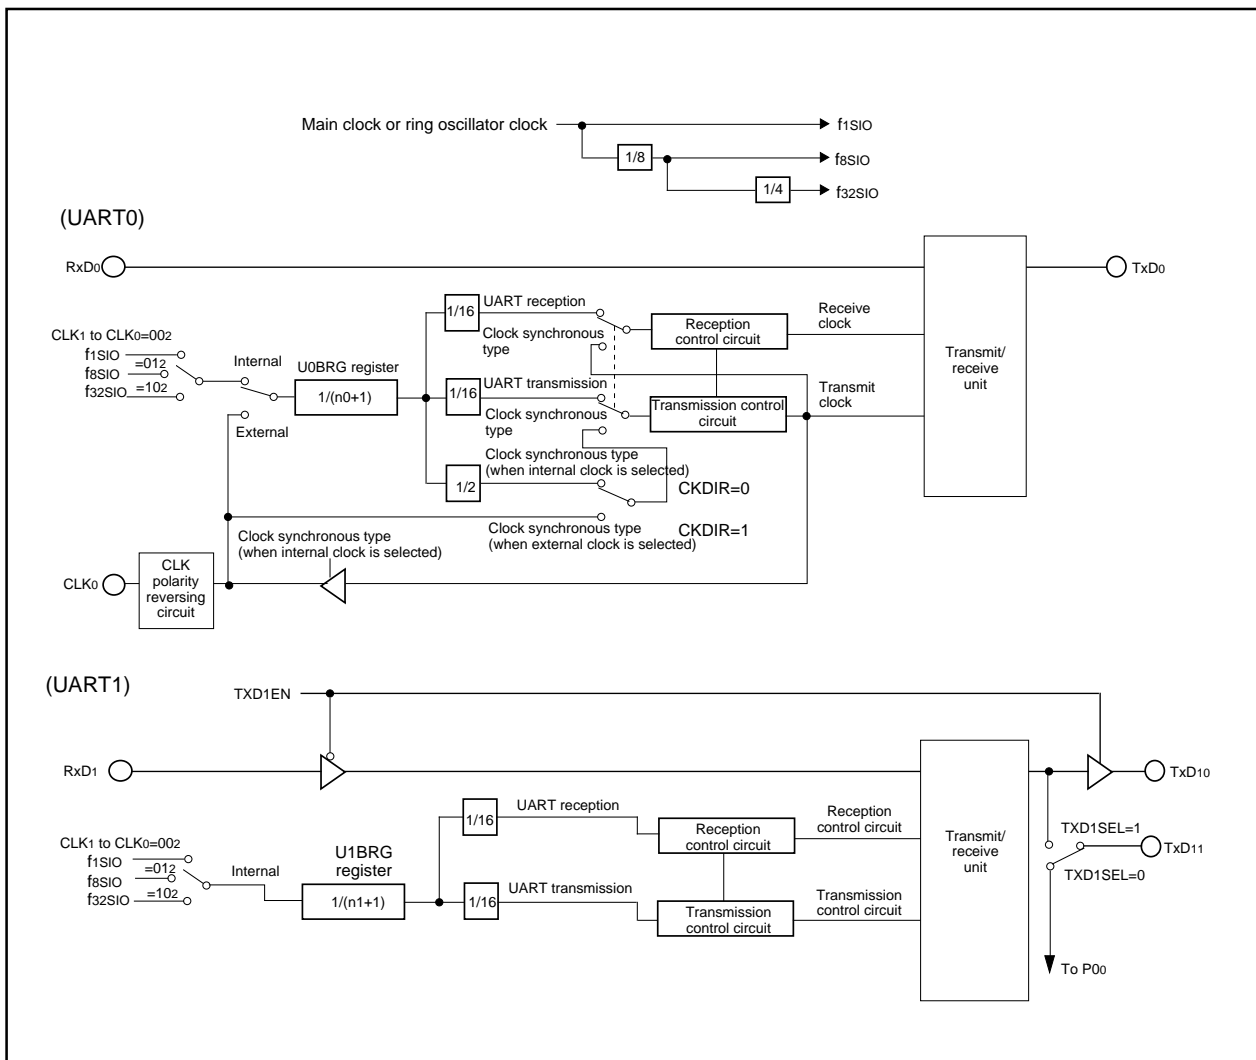 Main clock or ring oscillator clock
f1SIO
1/8
f8SIO
1/4
f32SIO
(UART0)
RxD0
TxD0
1/16
UART reception
Clock synchronous
type
Reception
control circuit
Receive
clock
Transmit/
receive
unit
CLK1 to CLK0=002
f1SIO
=012
f8SIO
=102
f32SIO
Internal
External
U0BRG register
1/(n0+1)
1/16
UART transmission
Clock synchronous
type
Transmission control
circuit
Transmit
clock
Clock synchronous type
(when internal clock is selected)
1/2
CKDIR=0
Clock synchronous type
(when external clock is selected)
CKDIR=1
Clock synchronous type
(when internal clock is selected)
CLK0
CLK
polarity
reversing
circuit
(UART1)
TXD1EN
RxD1
TxD10
1/16
UART reception
Reception
control circuit
Reception
control circuit
Transmit/
receive
unit
TXD1SEL=1
TxD11
TXD1SEL=0
CLK1 to CLK0=002
f1SIO
=012
f8SIO
=102
f32SIO
Internal
U1BRG
register
1/(n1+1)
1/16
UART transmission
Transmission
control circuit
Transmission
control circuit
To P00